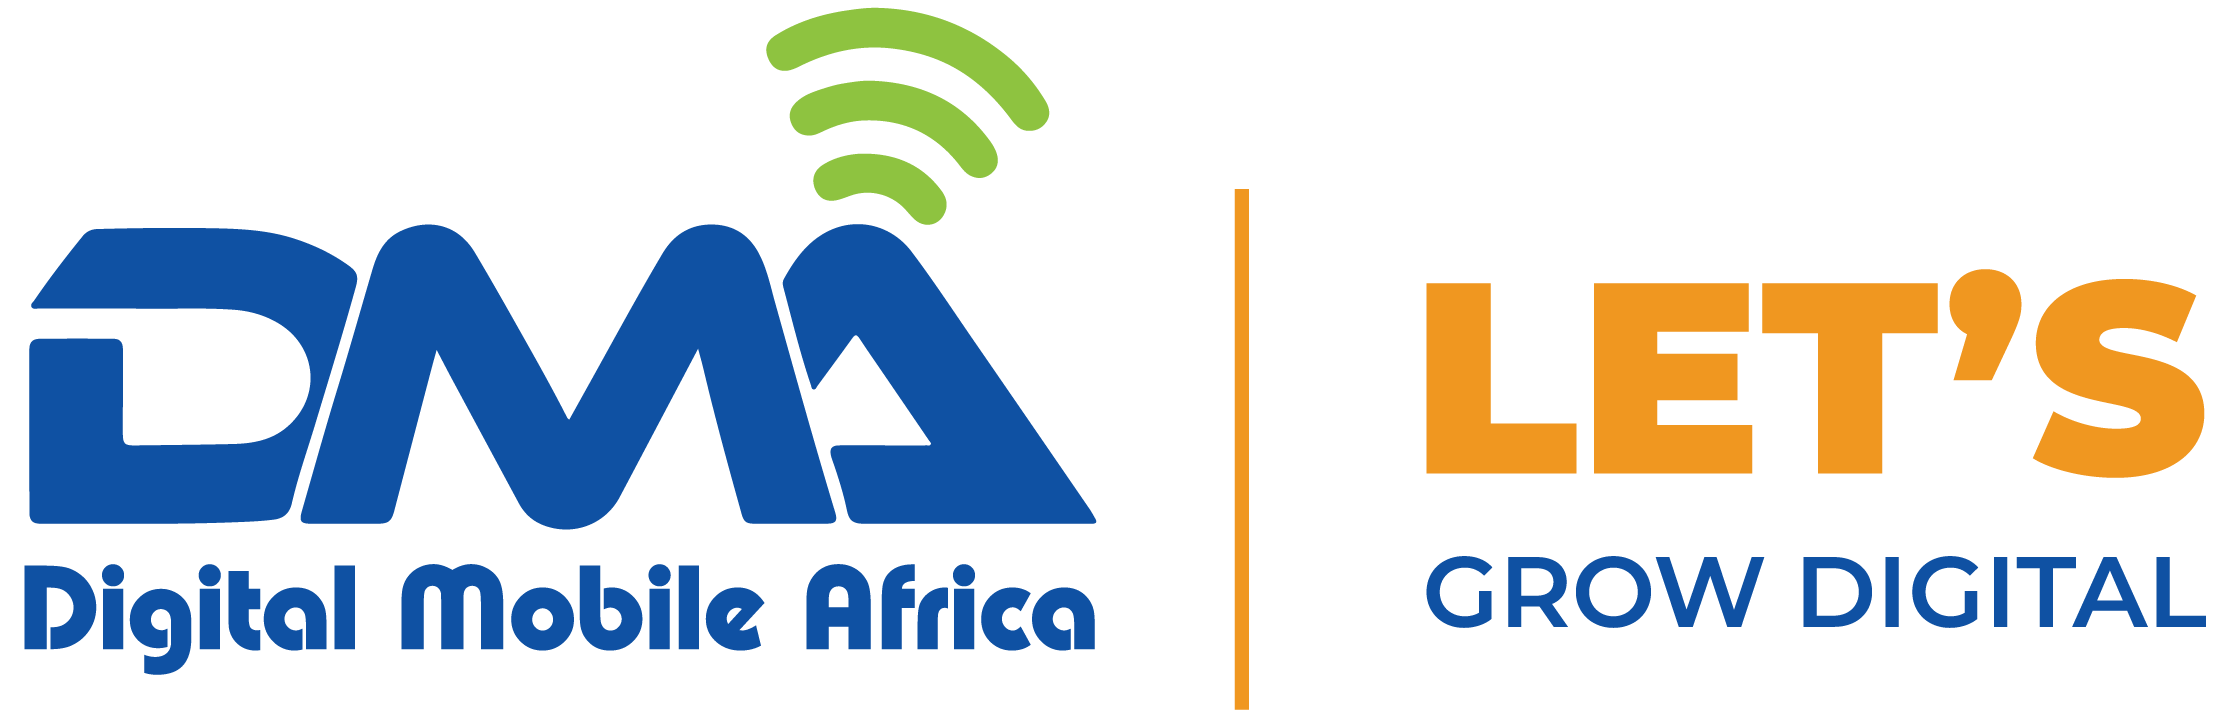 DMA
Digital Mobile Africa
LET'S
GROW DIGITAL